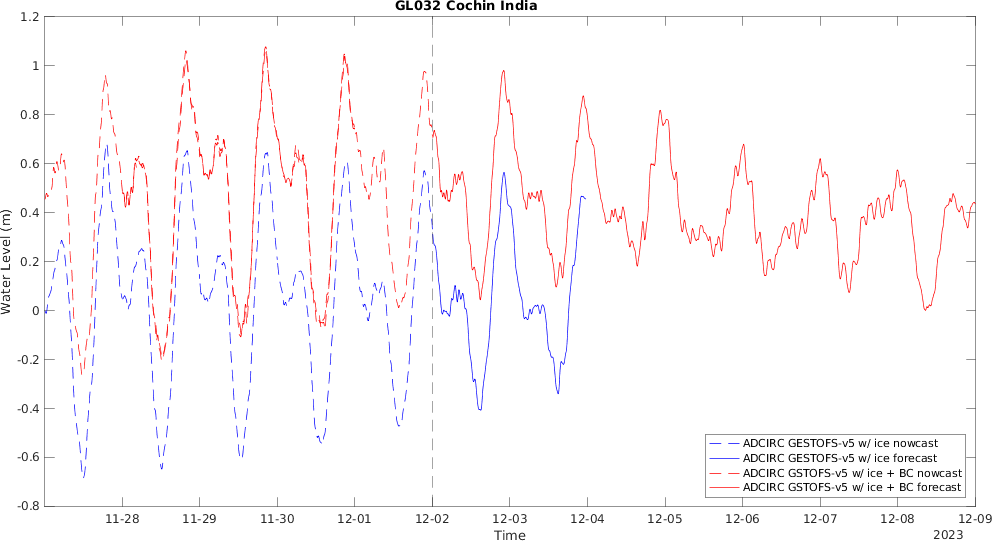 GL032 Cochin India
1.2
1
0.8
0.6
0.4
0.2
0
-0.2
-0.4
-0.6
-0.8
Water Level (m)
11-28 11-29 11-30 12-01 12-02 12-03 12-04 12-05 12-06 12-07 12-08 12-09
Time
2023
ADCIRC GESTOFS-v5 w/ ice nowcast
ADCIRC GESTOFS-v5 w/ ice forecast
ADCIRC GSTOFS-v5 w/ ice + BC nowcast
ADCIRC GSTOFS-v5 w/ ice + BC forecast